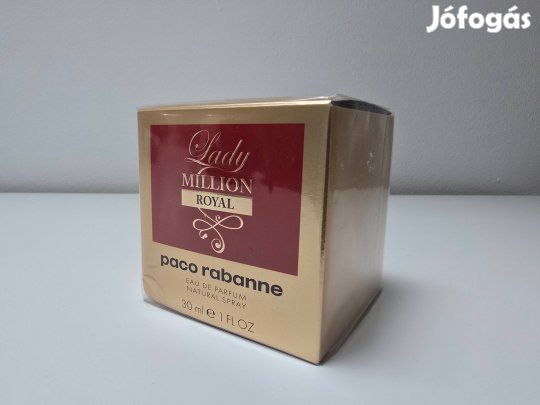 Jófogás
Lady
MILLION
ROYAL
paco rabanne
EAU DE PARFUM
NATURAL SPRAY
30 ml e 1 FL OZ